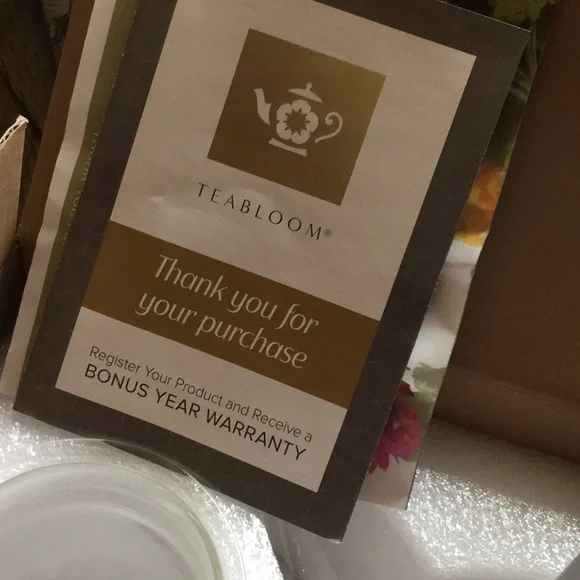 TEABLOOM®
Thank you for
your purchase
Register Your Product and Receive a
BONUS YEAR WARRANTY